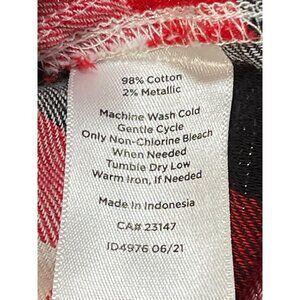 98% Cotton
2% Metallic
Machine Wash Cold
Gentle Cycle
Only Non-Chlorine Bleach
When Needed
Tumble Dry Low
Warm Iron, If Needed
Made in Indonesia
CA# 23147
ID4976 06/21